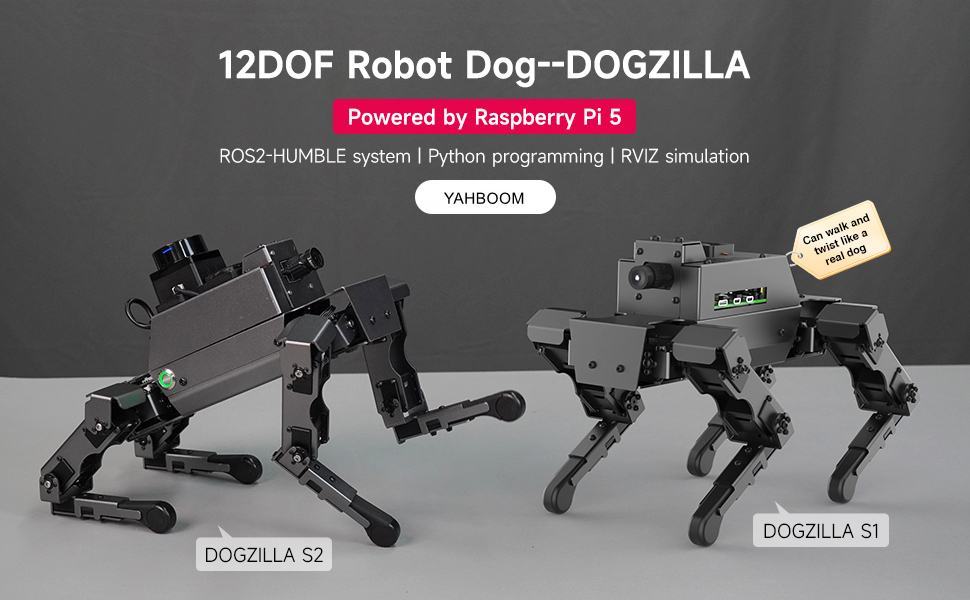 12DOF Robot Dog--DOGZILLA
Powered by Raspberry Pi 5
ROS2-HUMBLE system | Python programming | RVIZ simulation
YAHBOOM
Can walk and
twist like a
real dog
DOGZILLA S2
DOGZILLA S1